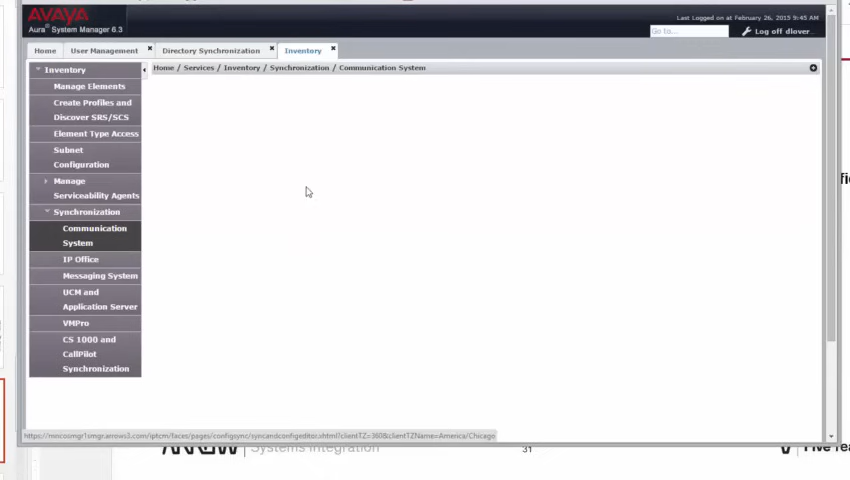 AVAYA
Aura® System Manager 6.3
Last Logged on at February 26, 2015 9:45 AM
Go to...
Log off dlover
Home
User Management
Directory Synchronization
Inventory
Inventory
Home / Services / Inventory / Synchronization / Communication System
Manage Elements
Create Profiles and
Discover SRS/SCS
Element Type Access
Subnet
Configuration
Manage
Serviceability Agents
Synchronization
Communication
System
IP Office
Messaging System
UCM and
Application Server
VMPro
CS 1000 and
CallPilot
Synchronization
Systems Integration
31